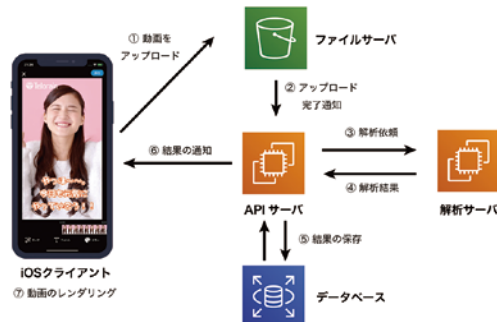 ① 動画を
アップロード
ファイルサーバ
② アップロード
完了通知
⑥ 結果の通知
③ 解析依頼
④ 解析結果
API サーバ
解析サーバ
⑤ 結果の保存
iOSクライアント
⑦ 動画のレンダリング
データベース